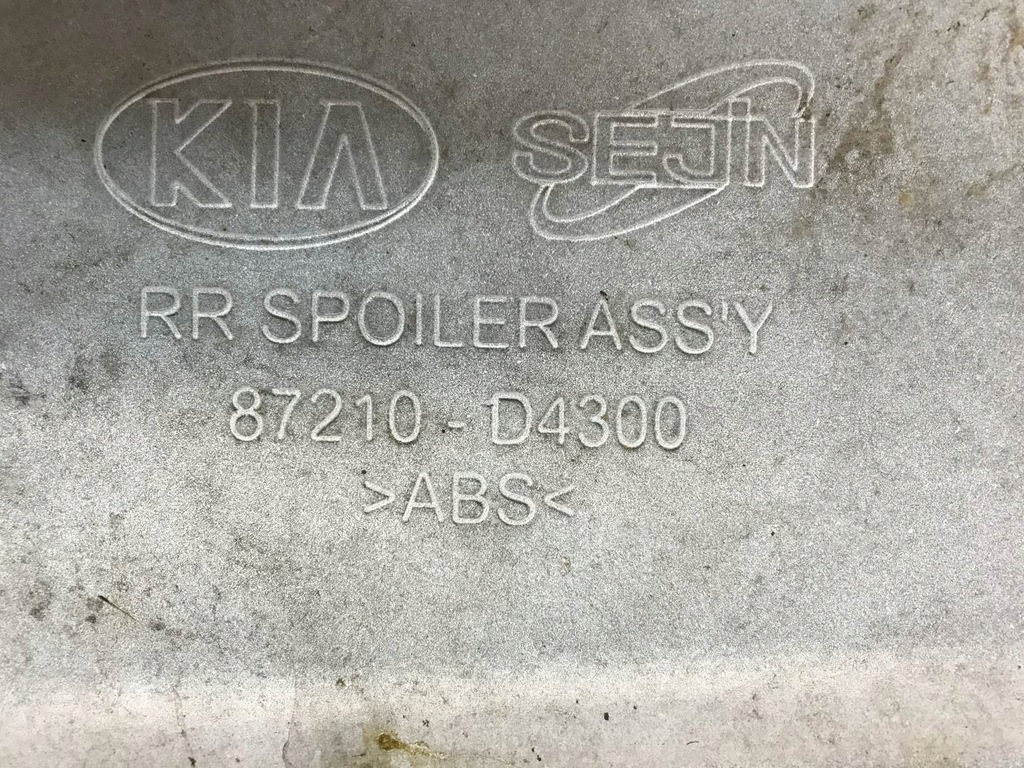 KIA SEJIN
RR SPOILER ASS'Y
87210 - D4300
>ABS<